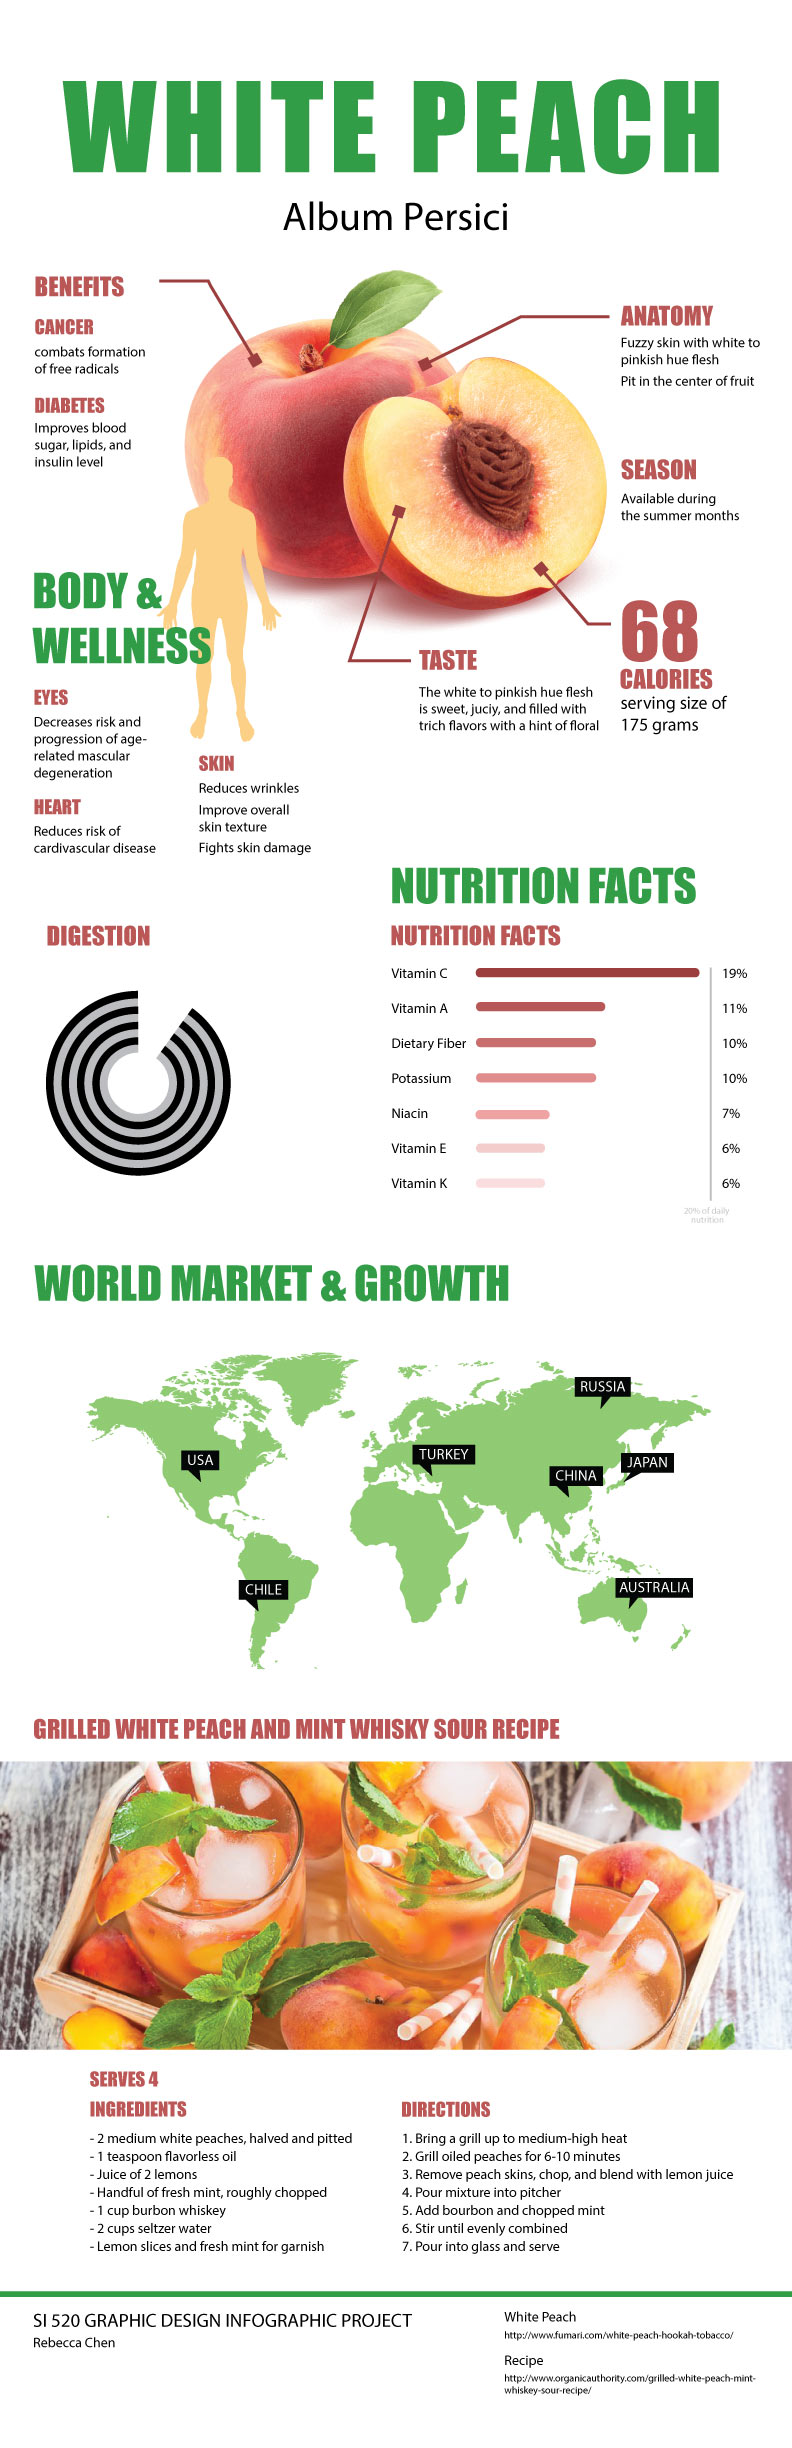 WHITE PEACH
Album Persici
BENEFITS
CANCER
combats formation
of free radicals
DIABETES
Improves blood
sugar, lipids, and
insulin level
ANATOMY
Fuzzy skin with white to
pinkish hue flesh
Pit in the center of fruit
SEASON
Available during
the summer months
68
CALORIES
serving size of
175 grams
TASTE
The white to pinkish hue flesh
is sweet, juciy, and filled with
trich flavors with a hint of floral
BODY &
WELLNESS
EYES
Decreases risk and
progression of age-
related mascular
degeneration
HEART
Reduces risk of
cardivascular disease
SKIN
Reduces wrinkles
Improve overall
skin texture
Fights skin damage
DIGESTION
NUTRITION FACTS
NUTRITION FACTS
Vitamin C 19%
Vitamin A 11%
Dietary Fiber 10%
Potassium 10%
Niacin 7%
Vitamin E 6%
Vitamin K 6%
20% of daily
nutrition
WORLD MARKET & GROWTH
RUSSIA
USA
TURKEY
CHINA
JAPAN
CHILE
AUSTRALIA
GRILLED WHITE PEACH AND MINT WHISKY SOUR RECIPE
SERVES 4
INGREDIENTS
- 2 medium white peaches, halved and pitted
- 1 teaspoon flavorless oil
- Juice of 2 lemons
- Handful of fresh mint, roughly chopped
- 1 cup burbon whiskey
- 2 cups seltzer water
- Lemon slices and fresh mint for garnish
DIRECTIONS
1. Bring a grill up to medium-high heat
2. Grill oiled peaches for 6-10 minutes
3. Remove peach skins, chop, and blend with lemon juice
4. Pour mixture into pitcher
5. Add bourbon and chopped mint
6. Stir until evenly combined
7. Pour into glass and serve
SI 520 GRAPHIC DESIGN INFOGRAPHIC PROJECT
Rebecca Chen
White Peach
http://www.fumari.com/white-peach-hookah-tobacco/
Recipe
http://www.organicauthority.com/grilled-white-peach-mint-
whiskey-sour-recipe/